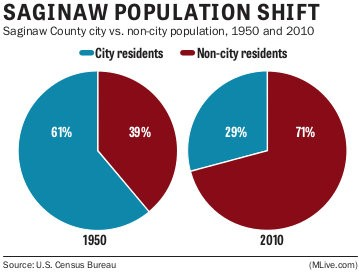 SAGINAW POPULATION SHIFT
Saginaw County city vs. non-city population, 1950 and 2010
City residents Non-city residents
61% 39% 29% 71%
1950 2010
Source: U.S. Census Bureau (MLive.com)